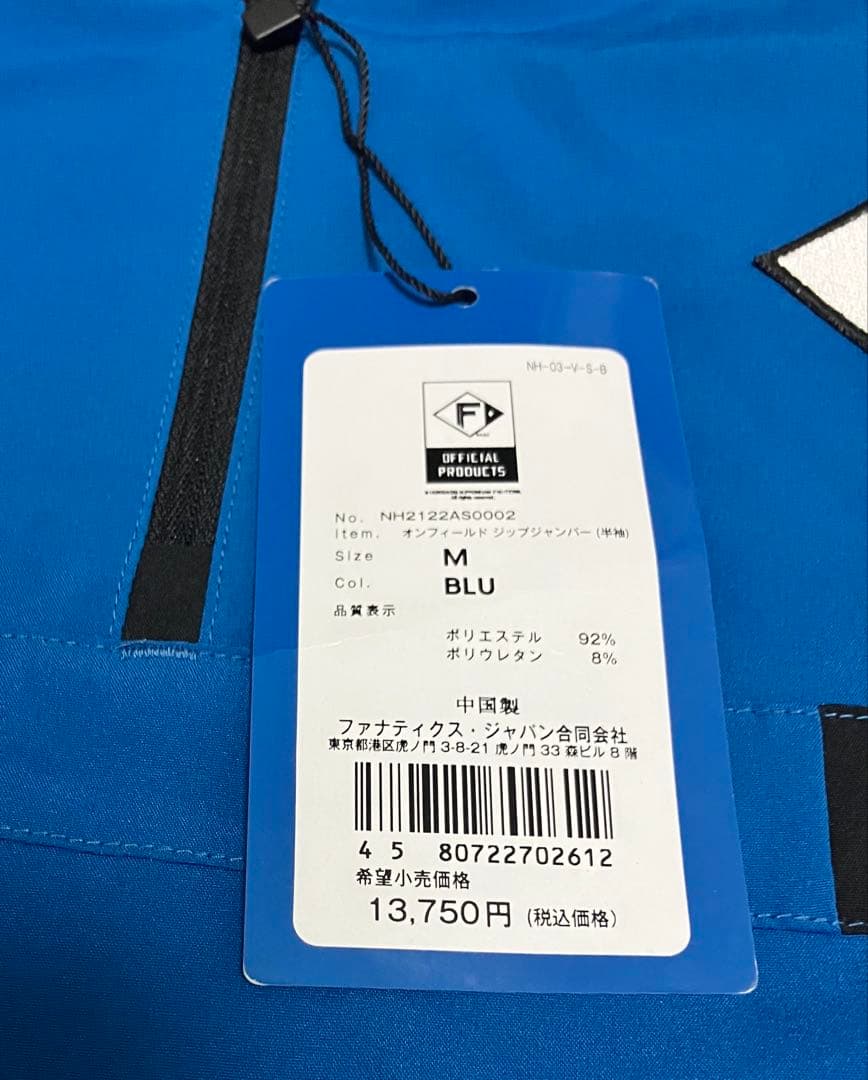 NH-03-V-S-B
F
OFFICIAL
PRODUCTS
All rights reserved.
No. NH2122AS0002
Item. オンフィールド ジップジャンパー (半袖)
Size M
Col. BLU
品質表示
ポリエステル 92%
ポリウレタン 8%
中国製
ファナティクス・ジャパン合同会社
東京都港区虎ノ門 3-8-21 虎ノ門 33 森ビル 8 階
4 5 80722702612
希望小売価格
13,750円 (税込価格)